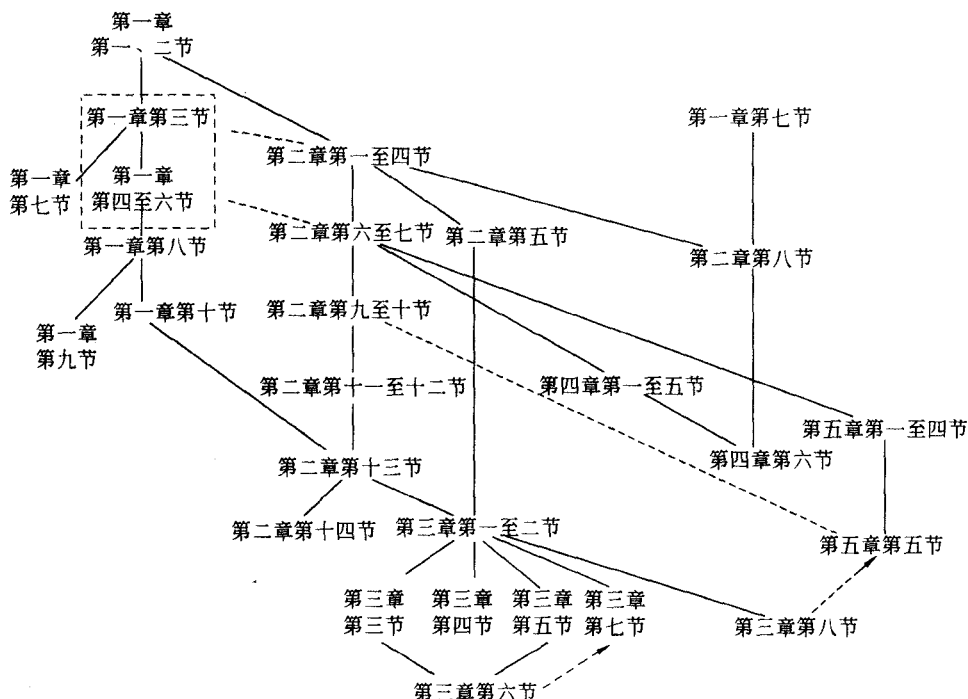 第一章
第一、二节
第一章第三节
第一章第七节
第二章第一至四节
第一章
第七节
第一章
第四至六节
第二章第六至七节
第二章第五节
第一章第八节
第二章第八节
第一章第十节
第二章第九至十节
第一章
第九节
第二章第十一至十二节
第四章第一至五节
第五章第一至四节
第四章第六节
第二章第十三节
第二章第十四节
第三章第一至二节
第五章第五节
第三章
第三节
第三章
第四节
第三章
第五节
第三章
第七节
第三章第八节
第三章第六节